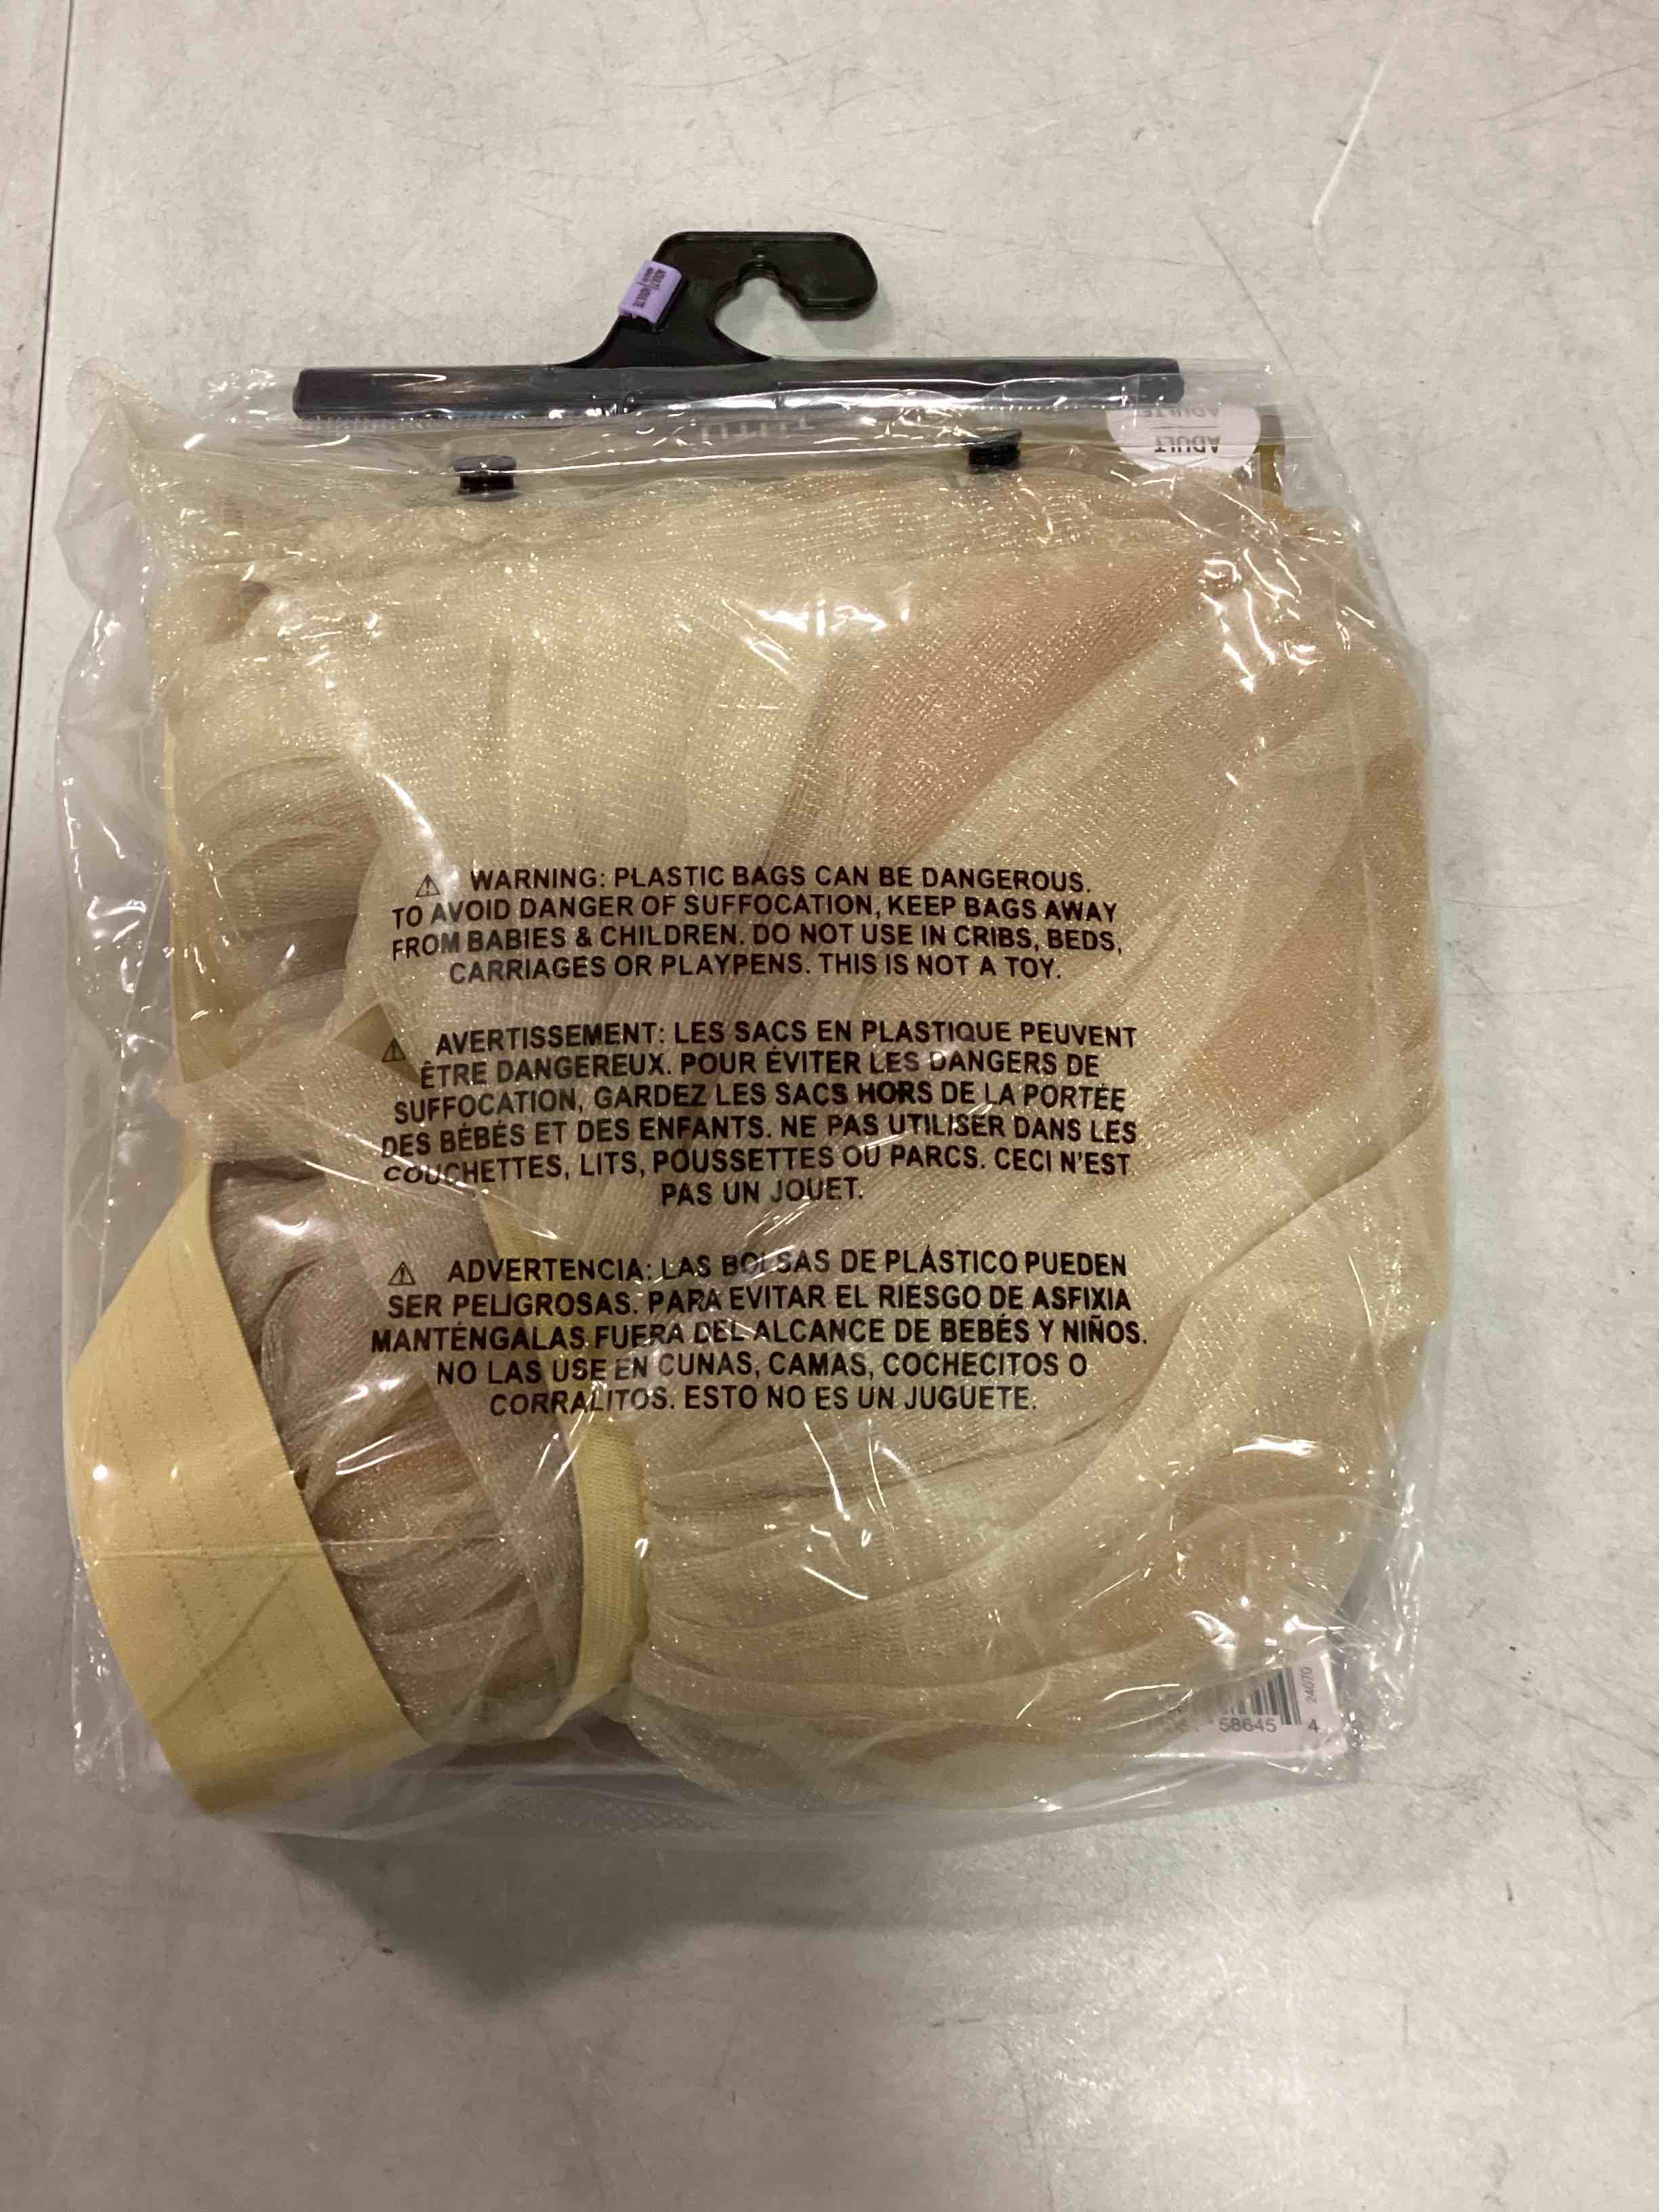 ADULT / ADULTE
ADULTE
ADULT
⚠ WARNING: PLASTIC BAGS CAN BE DANGEROUS.
TO AVOID DANGER OF SUFFOCATION, KEEP BAGS AWAY
FROM BABIES & CHILDREN. DO NOT USE IN CRIBS, BEDS,
CARRIAGES OR PLAYPENS. THIS IS NOT A TOY.
⚠ AVERTISSEMENT: LES SACS EN PLASTIQUE PEUVENT
ÊTRE DANGEREUX. POUR ÉVITER LES DANGERS DE
SUFFOCATION, GARDEZ LES SACS HORS DE LA PORTÉE
DES BÉBÉS ET DES ENFANTS. NE PAS UTILISER DANS LES
COUCHETTES, LITS, POUSSETTES OU PARCS. CECI N'EST
PAS UN JOUET.
⚠ ADVERTENCIA: LAS BOLSAS DE PLÁSTICO PUEDEN
SER PELIGROSAS. PARA EVITAR EL RIESGO DE ASFIXIA
MANTÉNGALAS FUERA DEL ALCANCE DE BEBÉS Y NIÑOS.
NO LAS USE EN CUNAS, CAMAS, COCHECITOS O
CORRALITOS. ESTO NO ES UN JUGUETE.
24070
58645 4